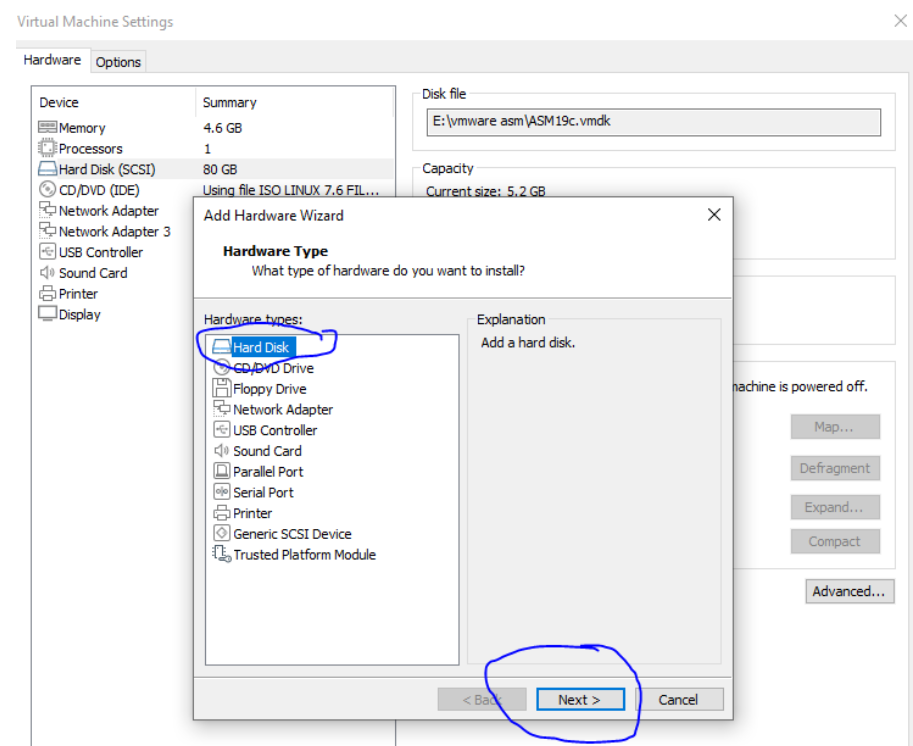 Virtual Machine Settings
Hardware Options
Device Summary
Memory 4.6 GB
Processors 1
Hard Disk (SCSI) 80 GB
CD/DVD (IDE) Using file ISO LINUX 7.6 FIL...
Network Adapter
Network Adapter 3
USB Controller
Sound Card
Printer
Display
Disk file
E:\vmware asm\ASM19c.vmdk
Capacity
Current size: 5.2 GB
machine is powered off.
Map...
Defragment
Expand...
Compact
Advanced...
Add Hardware Wizard
Hardware Type
What type of hardware do you want to install?
Hardware types:
Hard Disk
CD/DVD Drive
Floppy Drive
Network Adapter
USB Controller
Sound Card
Parallel Port
Serial Port
Printer
Generic SCSI Device
Trusted Platform Module
Explanation
Add a hard disk.
< Back Next > Cancel